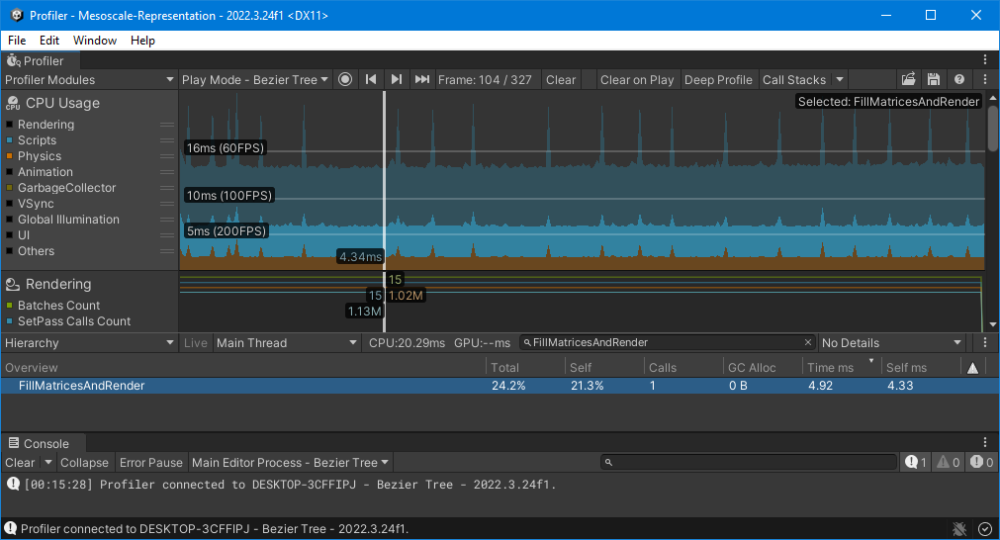 Profiler - Mesoscale-Representation - 2022.3.24f1 <DX11>
File Edit Window Help
Profiler
Profiler Modules Play Mode - Bezier Tree Frame: 104 / 327 Clear Clear on Play Deep Profile Call Stacks
CPU Usage
Selected: FillMatricesAndRender
Rendering
Scripts
Physics
Animation
GarbageCollector
VSync
Global Illumination
UI
Others
16ms (60FPS)
10ms (100FPS)
5ms (200FPS)
4.34ms
Rendering
Batches Count
SetPass Calls Count
15
15 1.02M
1.13M
Hierarchy Live Main Thread CPU:20.29ms GPU:--ms FillMatricesAndRender No Details
Overview Total Self Calls GC Alloc Time ms Self ms
FillMatricesAndRender 24.2% 21.3% 1 0 B 4.92 4.33
Console
Clear Collapse Error Pause Main Editor Process - Bezier Tree 1 0 0
[00:15:28] Profiler connected to DESKTOP-3CFFIPJ - Bezier Tree - 2022.3.24f1.
Profiler connected to DESKTOP-3CFFIPJ - Bezier Tree - 2022.3.24f1.